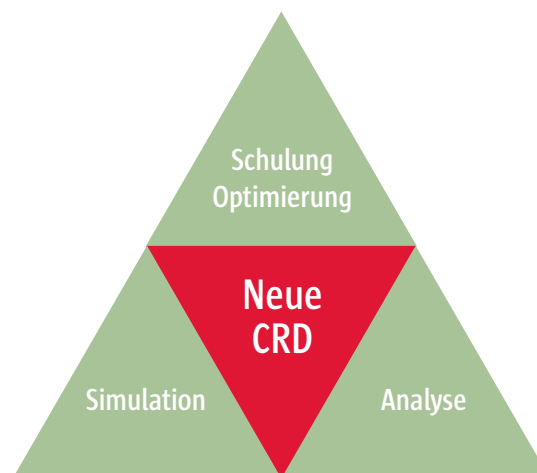 Schulung
Optimierung
Neue
CRD
Simulation
Analyse